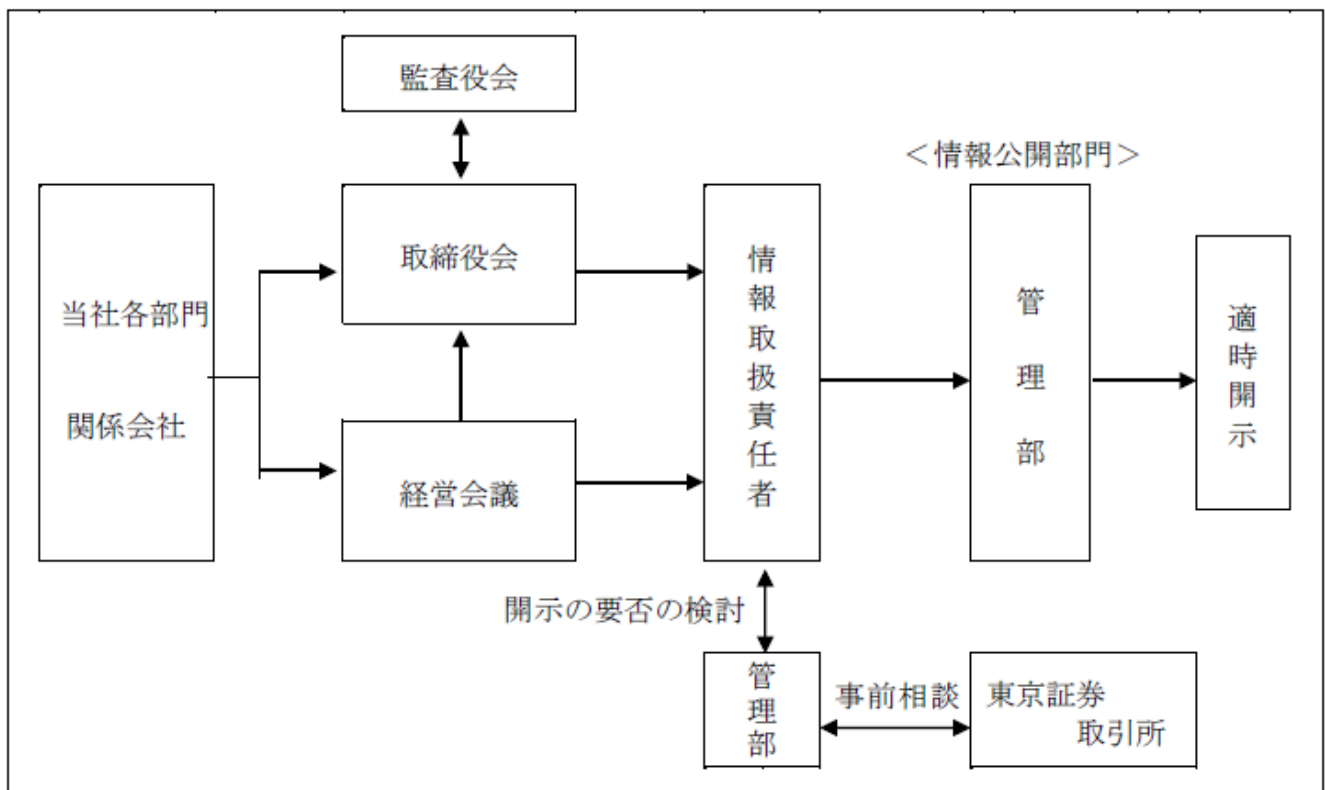 監査役会
＜情報公開部門＞
当社各部門
関係会社
取締役会
経営会議
情報取扱責任者
管理部
適時開示
開示の要否の検討
管理部
事前相談
東京証券
取引所